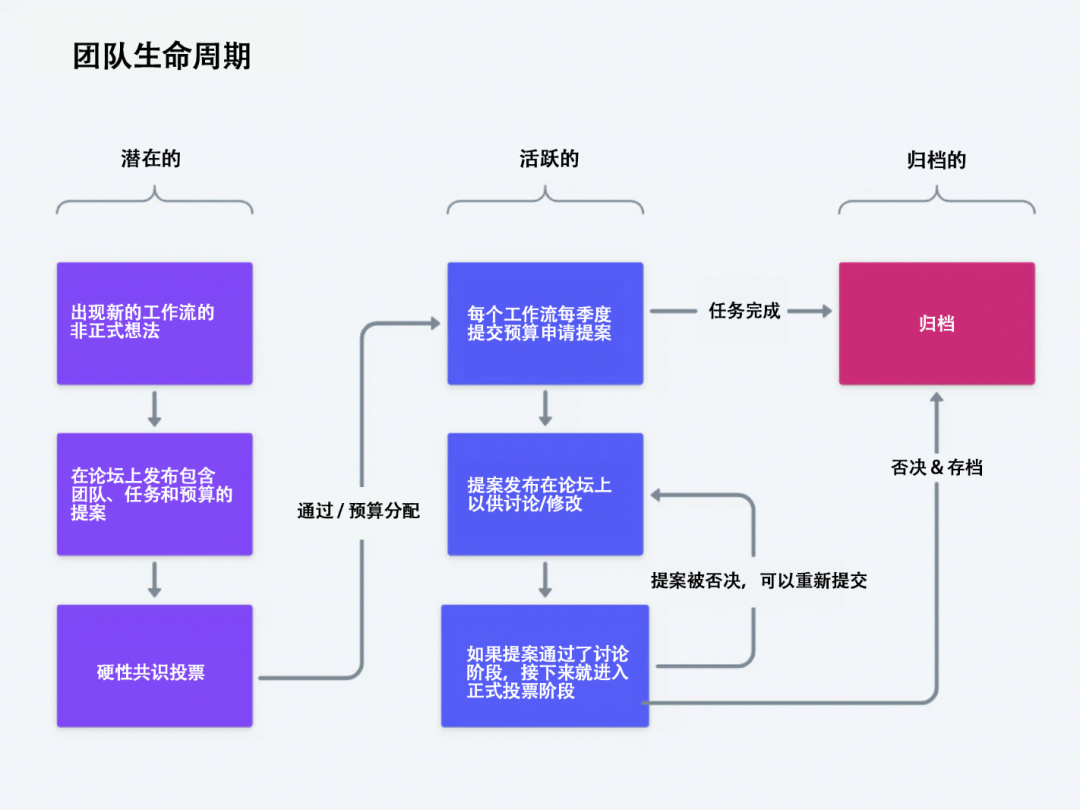 团队生命周期
潜在的
活跃的
归档的
出现新的工作流的
非正式想法
在论坛上发布包含
团队、任务和预算的
提案
硬性共识投票
通过 / 预算分配
每个工作流每季度
提交预算申请提案
提案发布在论坛上
以供讨论/修改
如果提案通过了讨论
阶段，接下来就进入
正式投票阶段
提案被否决，可以重新提交
任务完成
归档
否决 & 存档